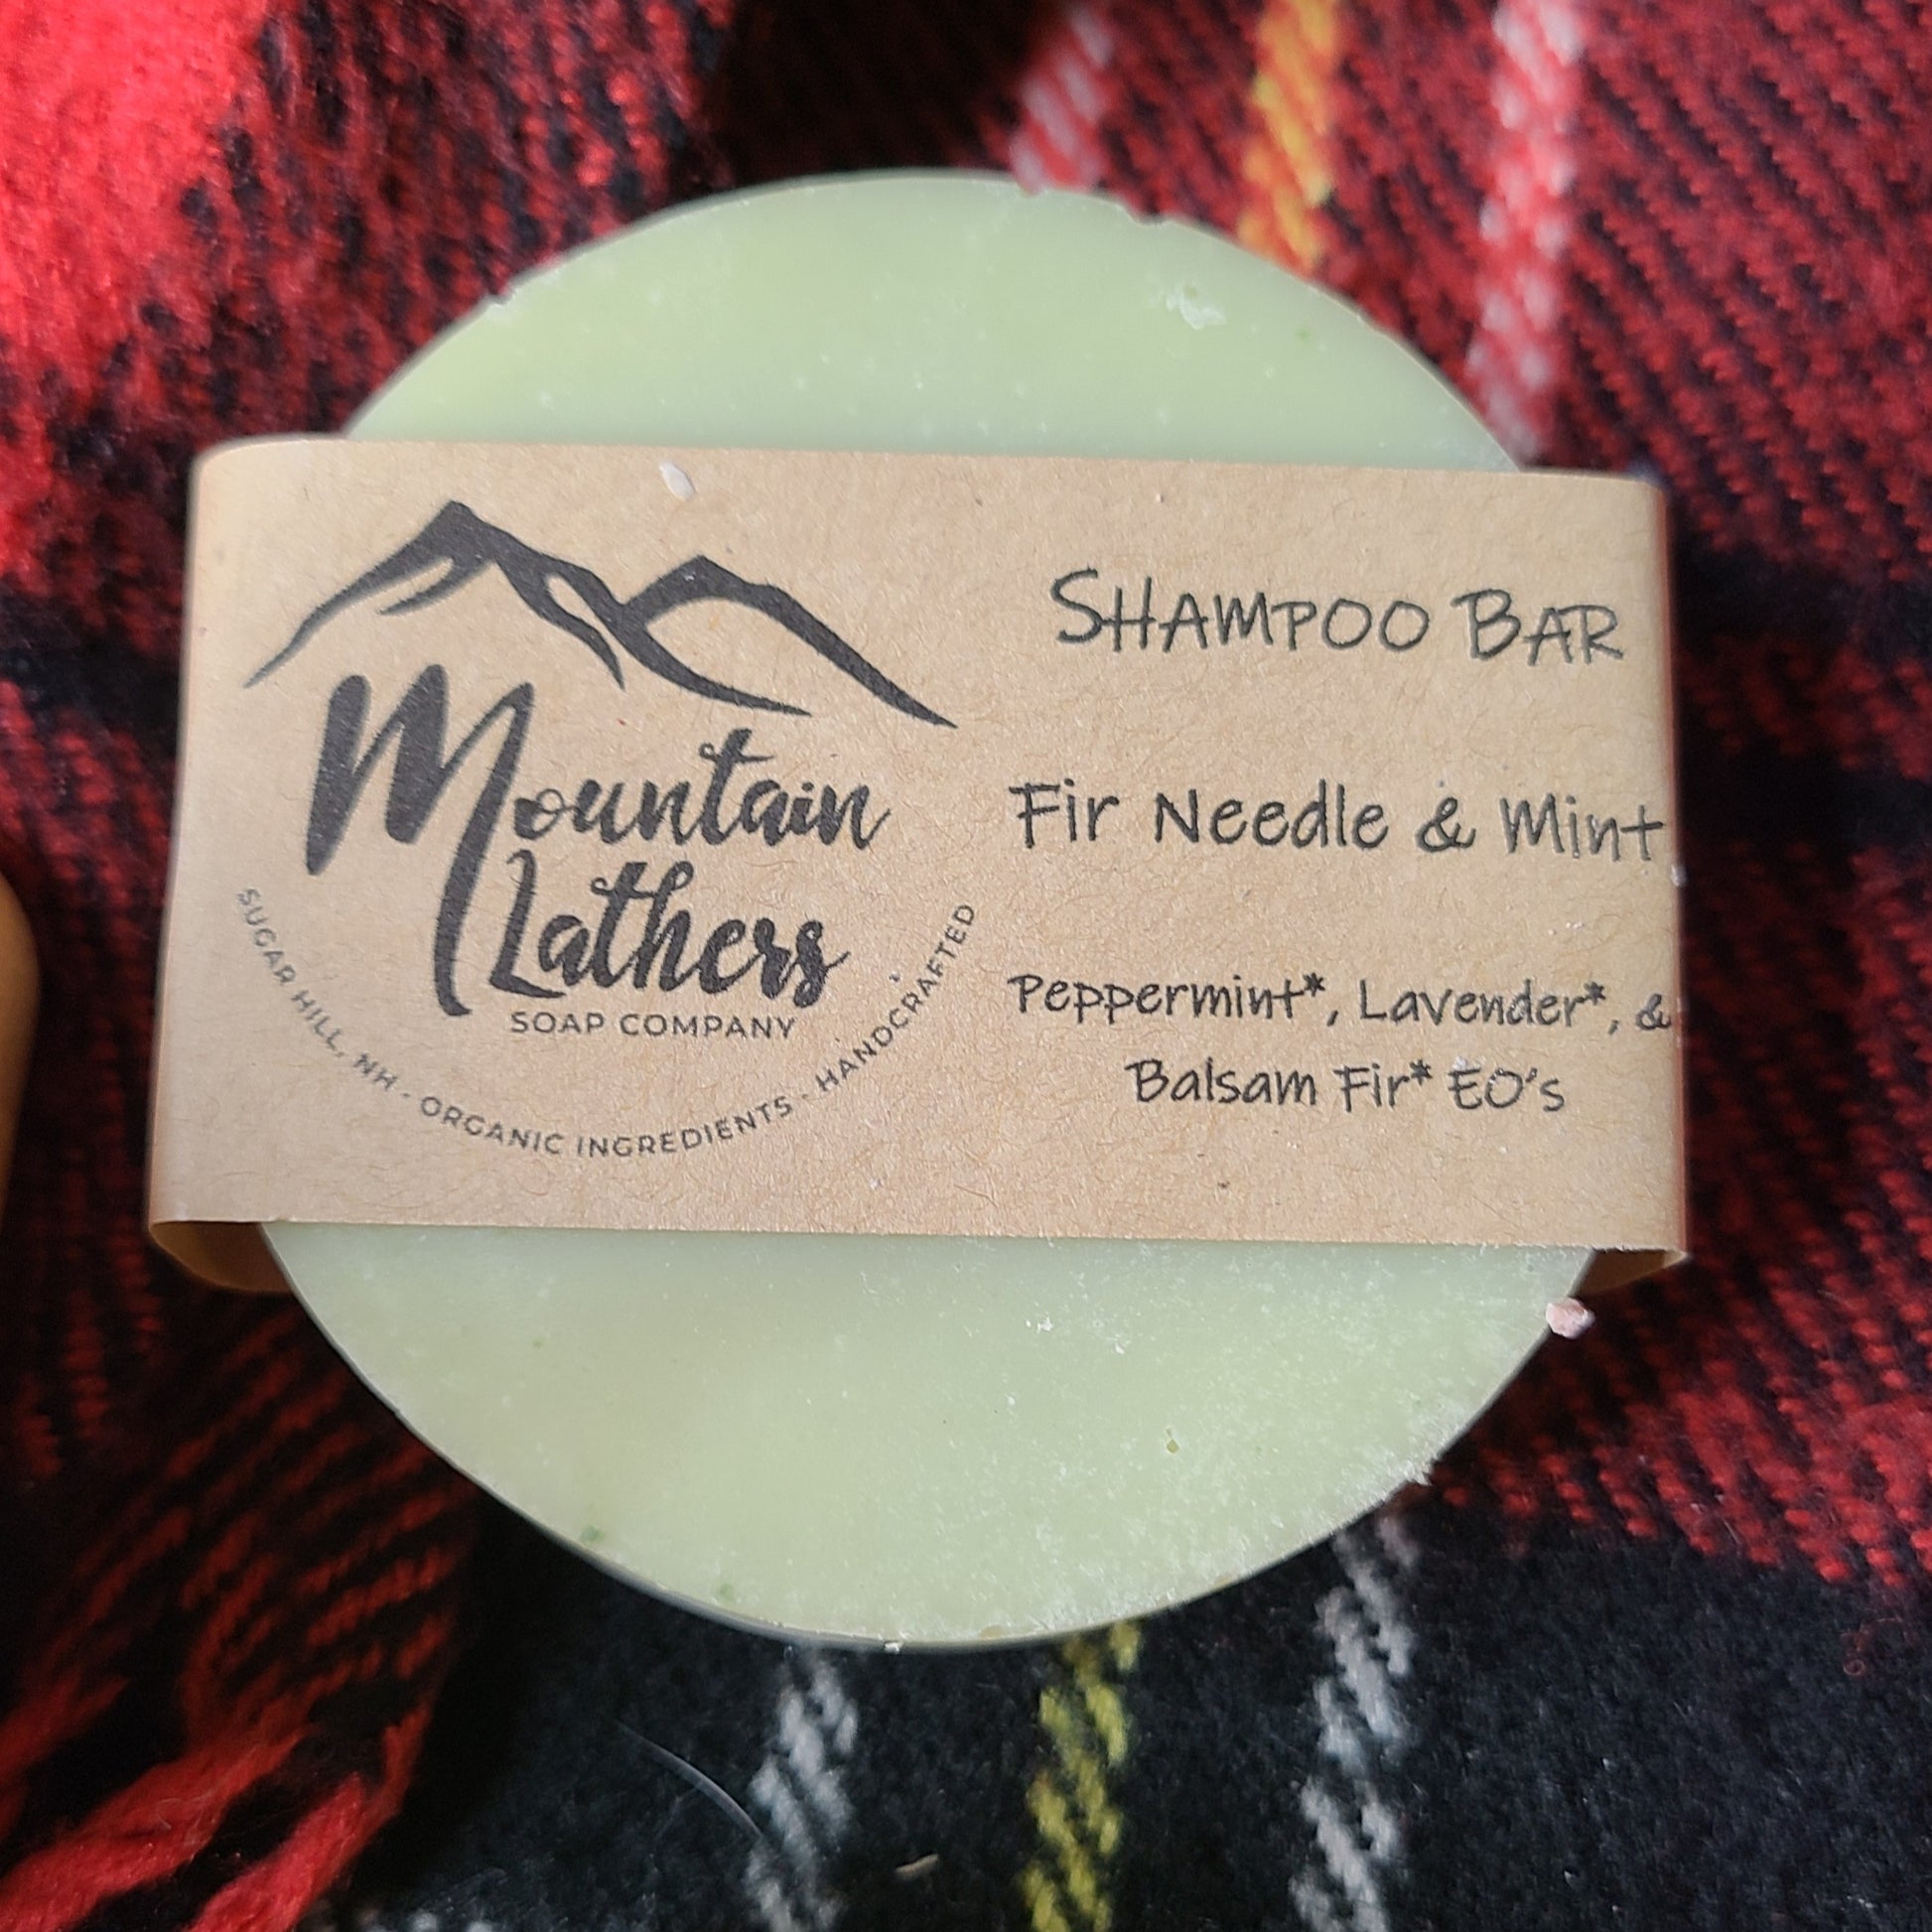 Mountain
Lathers
SOAP COMPANY
SUGAR HILL, NH · ORGANIC INGREDIENTS · HANDCRAFTED
SHAMPOO BAR
Fir Needle & Mint
Peppermint*, Lavender*, &
Balsam Fir* EO's